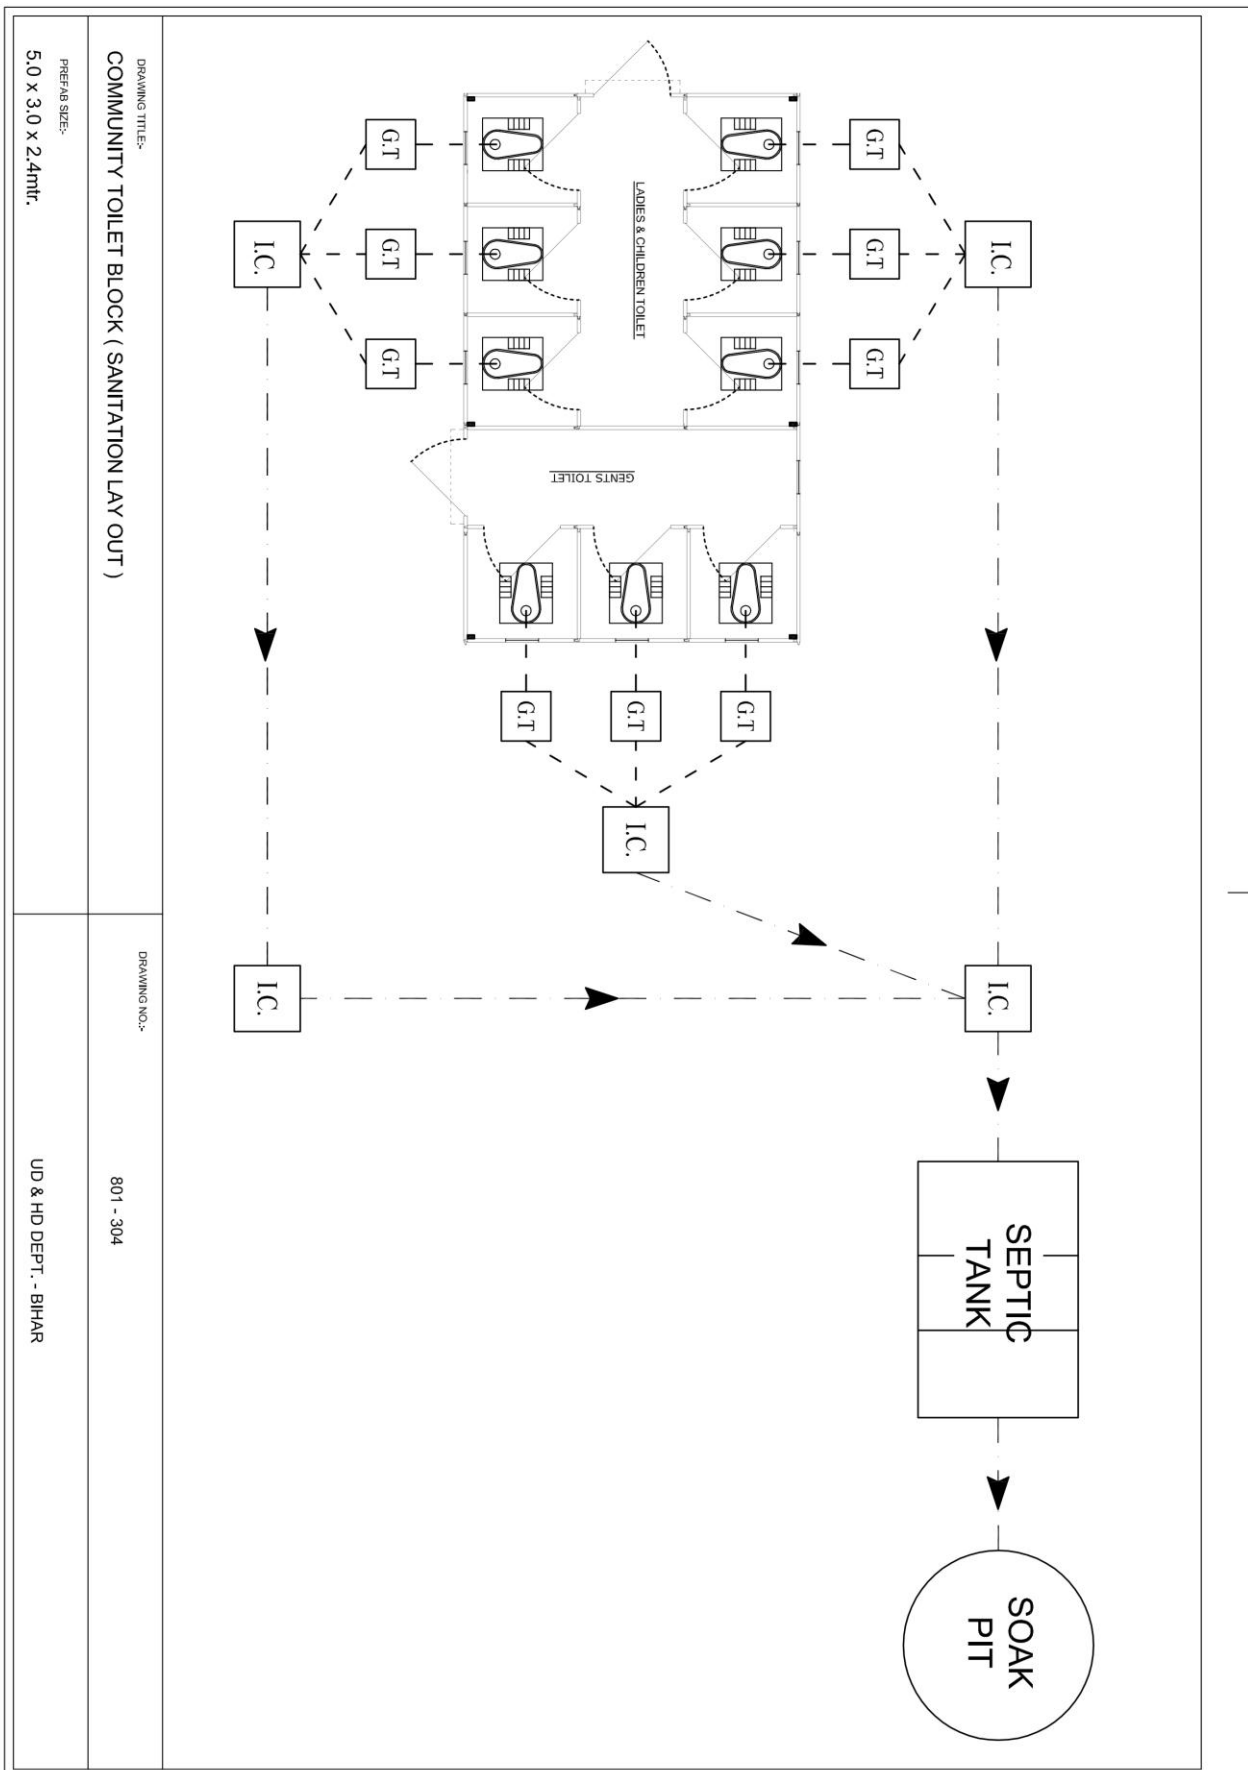 I.C.
I.C.
SEPTIC
TANK
SOAK
PIT
G.T
G.T
G.T
LADIES & CHILDREN TOILET
GENTS TOILET
G.T
G.T
G.T
I.C.
G.T
G.T
G.T
I.C.
I.C.
DRAWING TITLE:-
COMMUNITY TOILET BLOCK ( SANITATION LAY OUT )
DRAWING NO.:-
801 - 304
PREFAB SIZE:-
5.0 x 3.0 x 2.4mtr.
UD & HD DEPT. - BIHAR